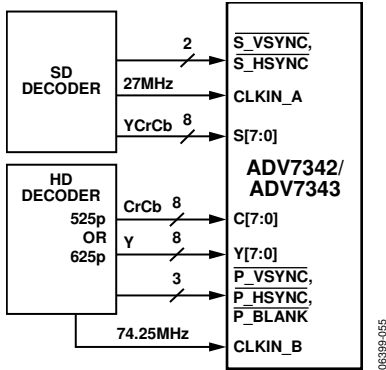 SD
DECODER
2
S_VSYNC,
S_HSYNC
27MHz
CLKIN_A
YCrCb
8
S[7:0]
ADV7342/
ADV7343
HD
DECODER
525p
OR
625p
CrCb
8
C[7:0]
Y
8
Y[7:0]
3
P_VSYNC,
P_HSYNC,
P_BLANK
74.25MHz
CLKIN_B
06399-055